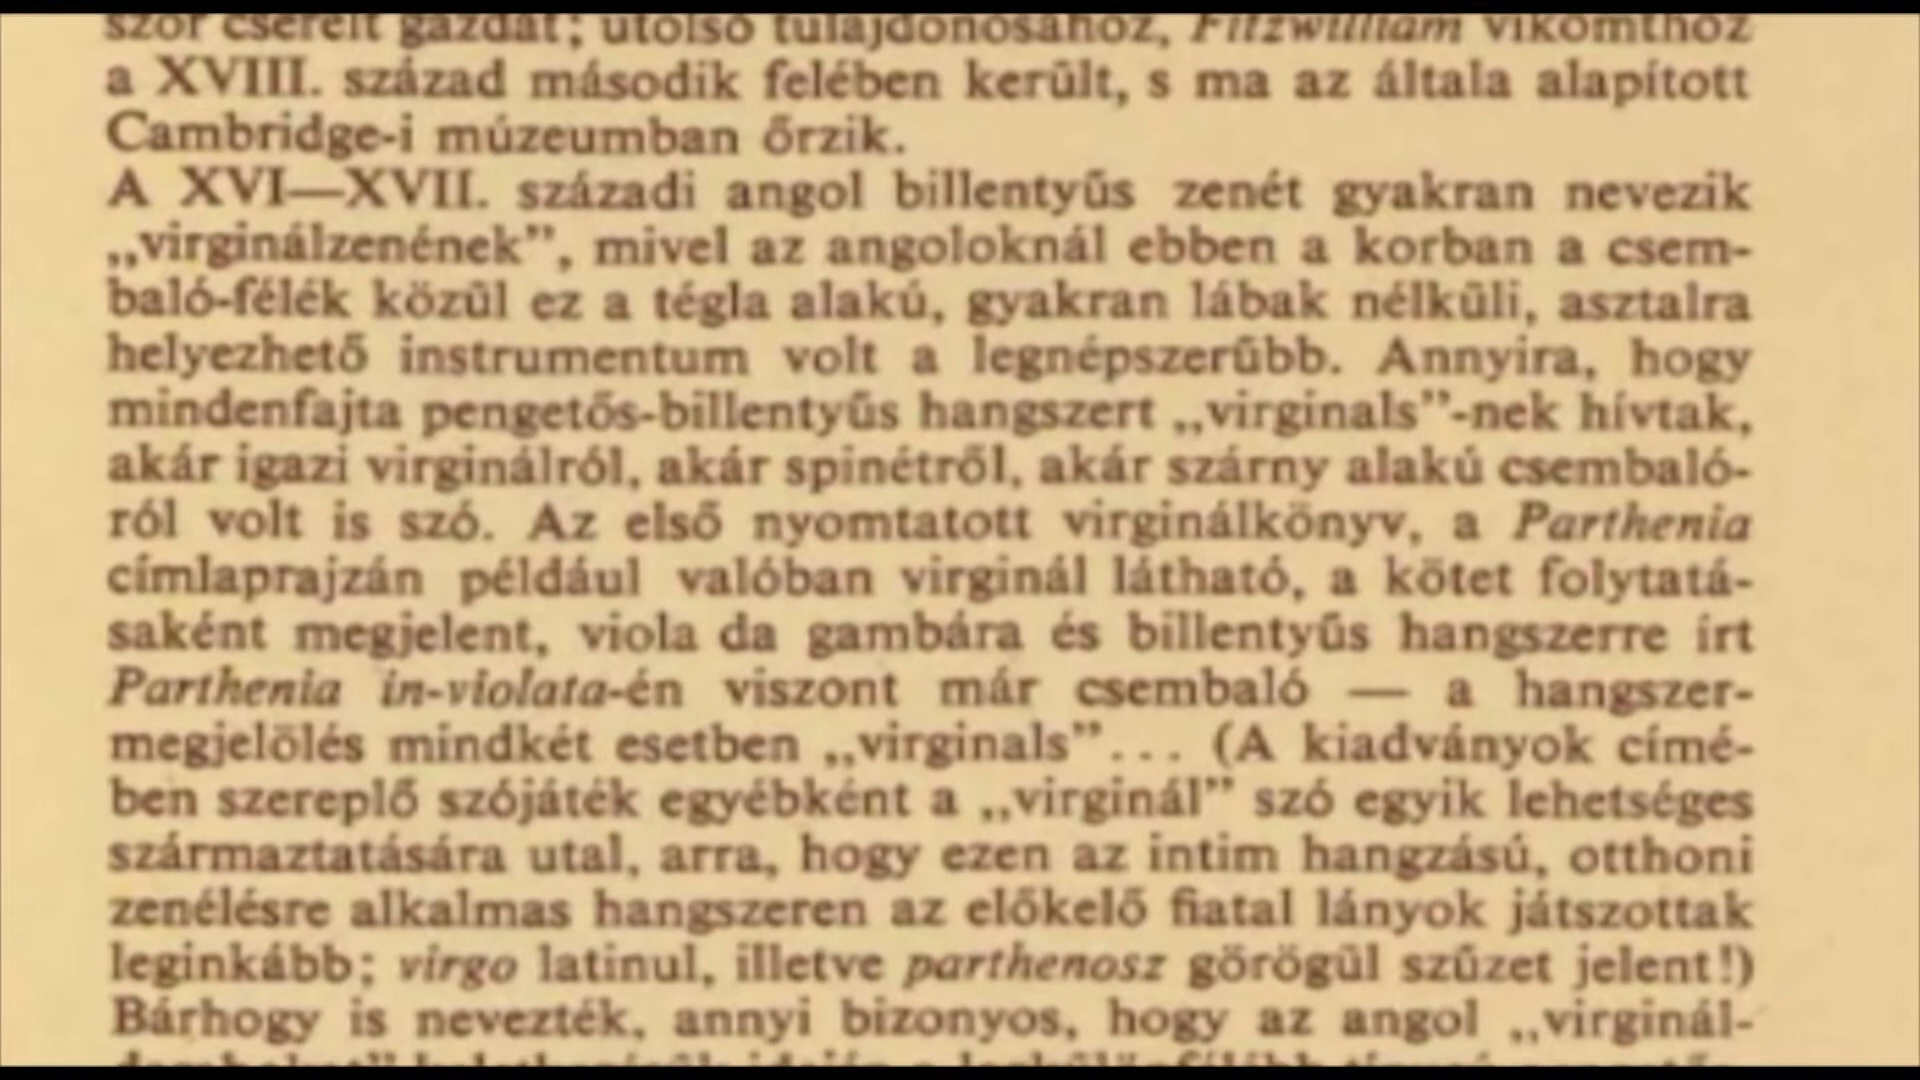 ször cserélt gazdát; utolsó tulajdonosához, Fitzwilliam vikomthoz
a XVIII. század második felében került, s ma az általa alapított
Cambridge-i múzeumban őrzik.
A XVI—XVII. századi angol billentyűs zenét gyakran nevezik
„virginálzenének”, mivel az angoloknál ebben a korban a csem-
baló-félék közül ez a tégla alakú, gyakran lábak nélküli, asztalra
helyezhető instrumentum volt a legnépszerűbb. Annyira, hogy
mindenfajta pengetős-billentyűs hangszert „virginals”-nek hívtak,
akár igazi virginálról, akár spinétről, akár szárny alakú csembaló-
ról volt is szó. Az első nyomtatott virginálkönyv, a Parthenia
címlaprajzán például valóban virginál látható, a kötet folytatá-
saként megjelent, viola da gambára és billentyűs hangszerre írt
Parthenia in-violata-én viszont már csembaló — a hangszer-
megjelölés mindkét esetben „virginals”... (A kiadványok címé-
ben szereplő szójáték egyébként a „virginál” szó egyik lehetséges
származtatására utal, arra, hogy ezen az intim hangzású, otthoni
zenélésre alkalmas hangszeren az előkelő fiatal lányok játszottak
leginkább; virgo latinul, illetve parthenosz görögül szűzet jelent!)
Bárhogy is nevezték, annyi bizonyos, hogy az angol „virginál-